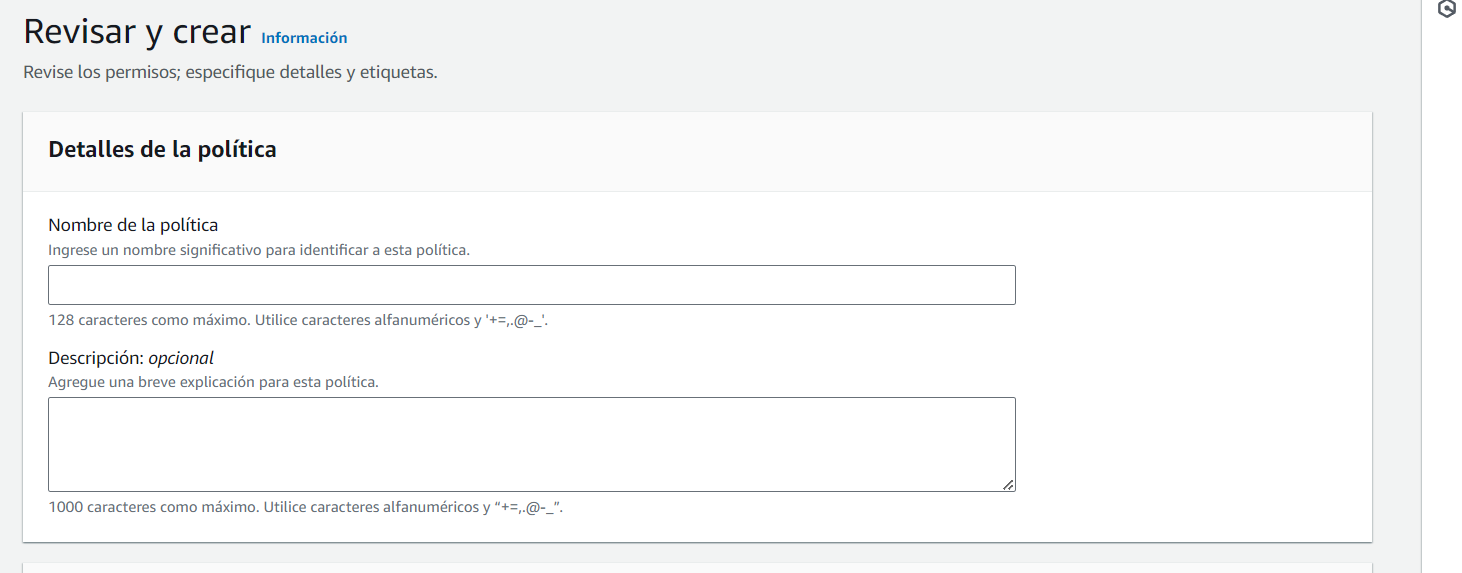 Revisar y crear Información
Revise los permisos; especifique detalles y etiquetas.
Detalles de la política
Nombre de la política
Ingrese un nombre significativo para identificar a esta política.
128 caracteres como máximo. Utilice caracteres alfanuméricos y '+=,.@-_'.
Descripción: opcional
Agregue una breve explicación para esta política.
1000 caracteres como máximo. Utilice caracteres alfanuméricos y “+=,.@-_”.